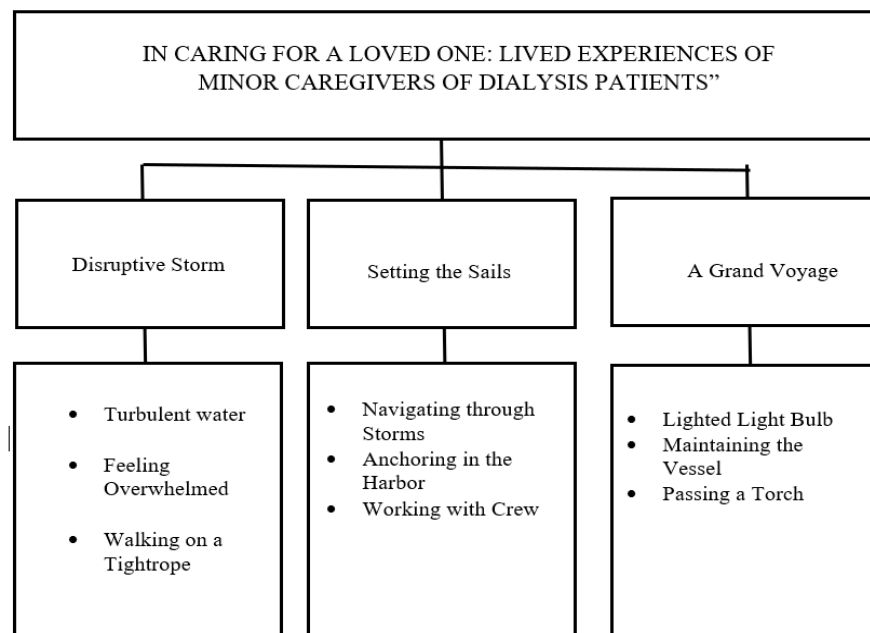 IN CARING FOR A LOVED ONE: LIVED EXPERIENCES OF
MINOR CAREGIVERS OF DIALYSIS PATIENTS”
Disruptive Storm
Setting the Sails
A Grand Voyage
• Turbulent water
• Feeling
Overwhelmed
• Walking on a
Tightrope
• Navigating through
Storms
• Anchoring in the
Harbor
• Working with Crew
• Lighted Light Bulb
• Maintaining the
Vessel
• Passing a Torch